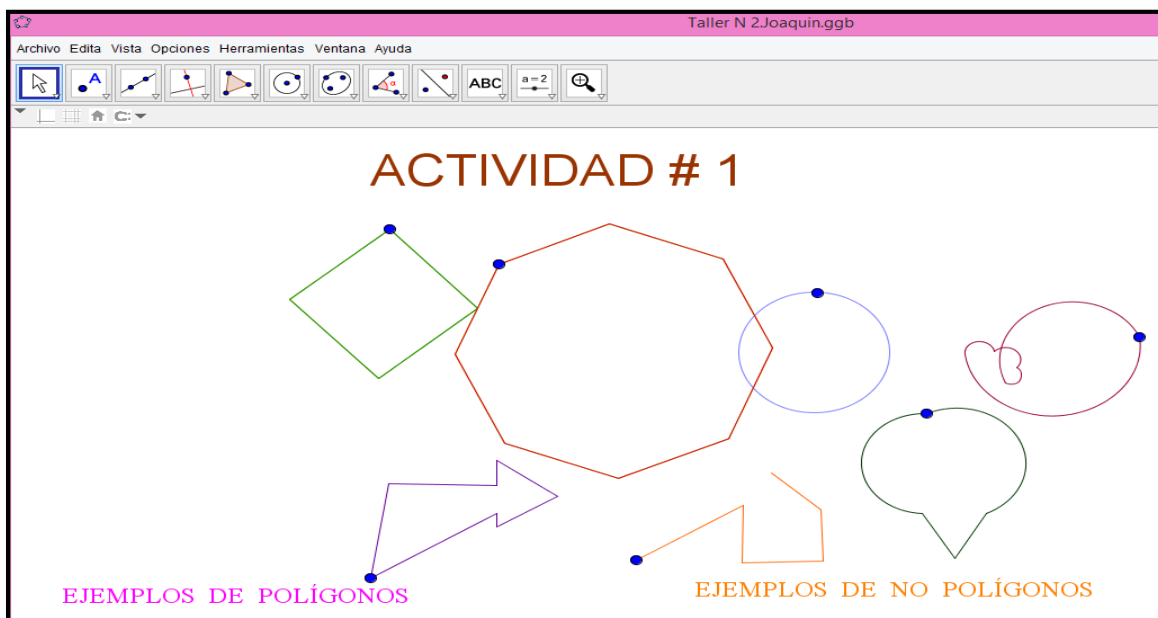 Taller N 2.Joaquin.ggb
Archivo Edita Vista Opciones Herramientas Ventana Ayuda
A α ABC a=2
ACTIVIDAD # 1
EJEMPLOS DE POLÍGONOS
EJEMPLOS DE NO POLÍGONOS